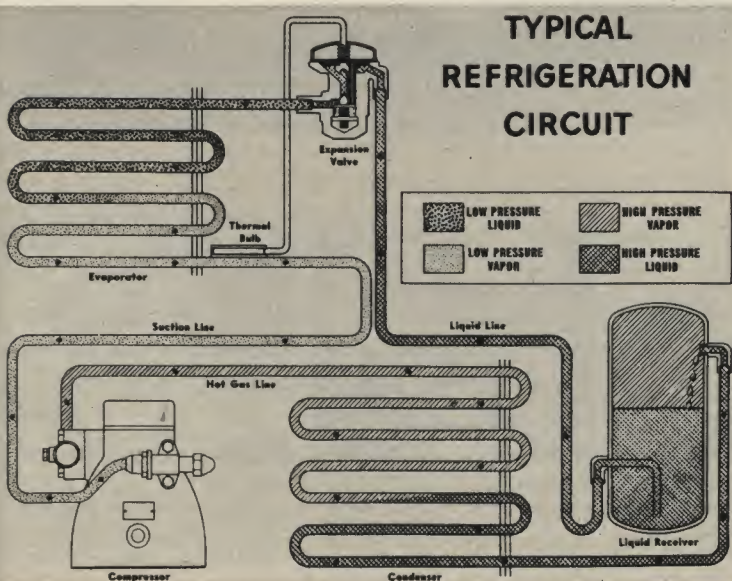 TYPICAL
REFRIGERATION
CIRCUIT
Expansion
Valve
LOW PRESSURE
LIQUID
HIGH PRESSURE
VAPOR
LOW PRESSURE
VAPOR
HIGH PRESSURE
LIQUID
Thermal
Bulb
Evaporator
Suction Line
Liquid Line
Hot Gas Line
Liquid Receiver
Compressor
Condenser